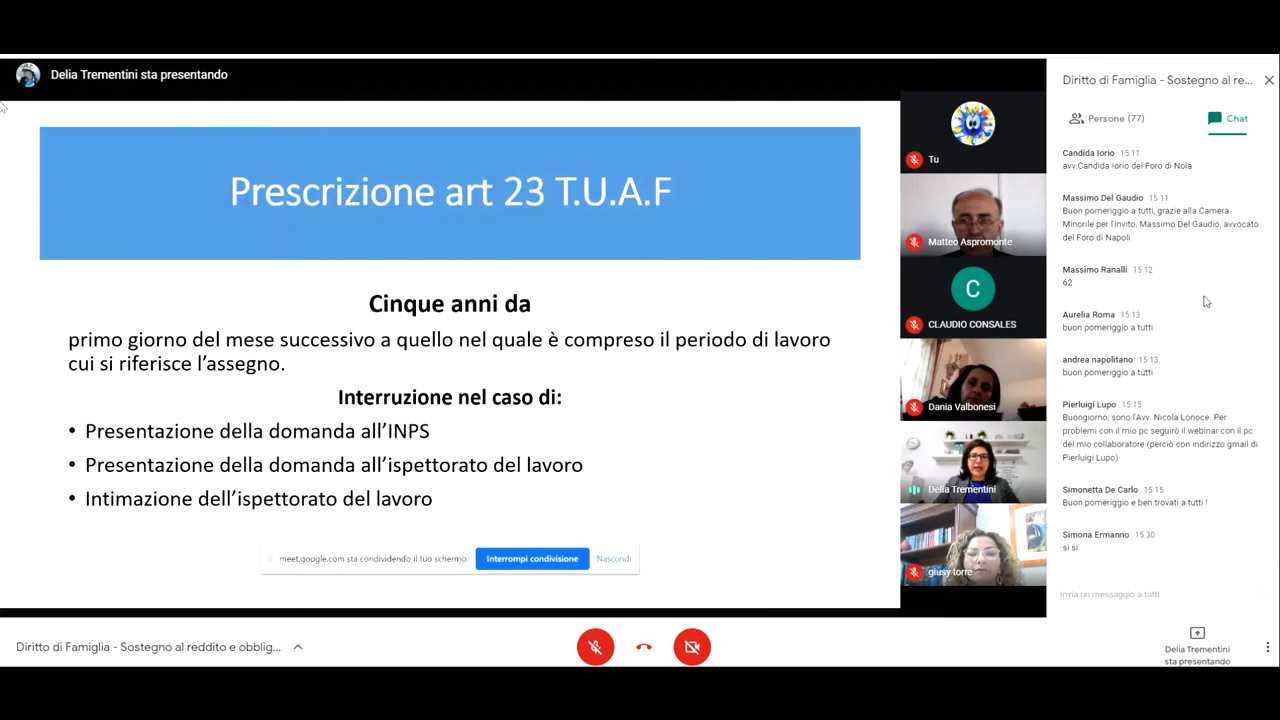 Delia Trementini sta presentando
Prescrizione art 23 T.U.A.F
Cinque anni da
primo giorno del mese successivo a quello nel quale è compreso il periodo di lavoro
cui si riferisce l'assegno.
Interruzione nel caso di:
• Presentazione della domanda all'INPS
• Presentazione della domanda all'ispettorato del lavoro
• Intimazione dell'ispettorato del lavoro
meet.google.com sta condividendo il tuo schermo.
Interrompi condivisione
Nascondi
Tu
Matteo Aspromonte
C
CLAUDIO CONSALES
Dania Valbonesi
Delia Trementini
giusy torre
Diritto di Famiglia - Sostegno al re...
Persone (77)
Chat
Candida Iorio 15:11
avv.Candida Iorio del Foro di Nola
Massimo Del Gaudio 15:11
Buon pomeriggio a tutti, grazie alla Camera
Minorile per l'invito, Massimo Del Gaudio, avvocato
del Foro di Napoli
Massimo Ranalli 15:12
62
Aurelia Roma 15:13
buon pomeriggio a tutti
andrea napolitano 15:13
buon pomeriggio a tutti
Pierluigi Lupo 15:15
Buongiorno, sono l'Avv. Nicola Lonoce. Per
problemi con il mio pc seguirò il webinar con il pc
del mio collaboratore (perciò con indirizzo gmail di
Pierluigi Lupo)
Simonetta De Carlo 15:15
Buon pomeriggio e ben trovati a tutti !
Simona Ermanno 15:30
si si
Invia un messaggio a tutti
Diritto di Famiglia - Sostegno al reddito e obblig...
Delia Trementini
sta presentando